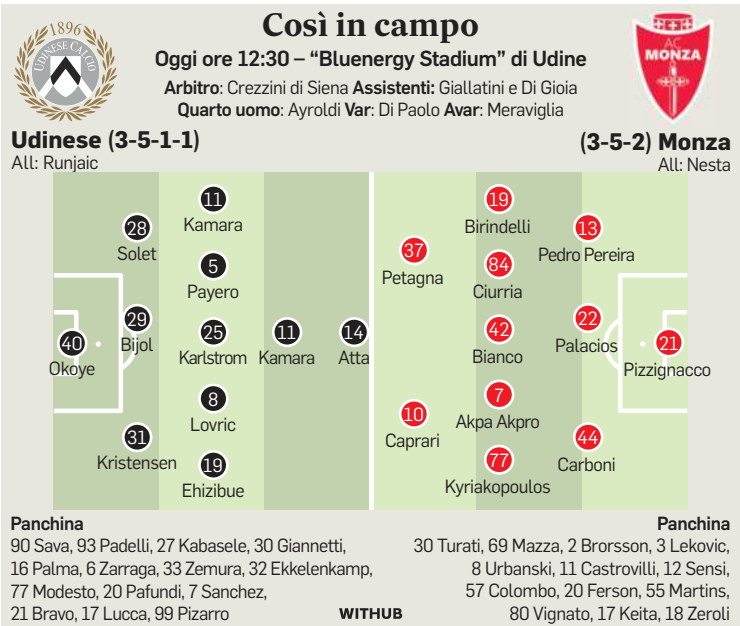 Così in campo
Oggi ore 12:30 – “Bluenergy Stadium” di Udine
Arbitro: Crezzini di Siena Assistenti: Giallatini e Di Gioia
Quarto uomo: Ayroldi Var: Di Paolo Avar: Meraviglia
1896
UDINESE CALCIO
AC
MONZA
Udinese (3-5-1-1)
All: Runjaic
(3-5-2) Monza
All: Nesta
40
Okoye
28
Solet
29
Bijol
31
Kristensen
11
Kamara
5
Payero
25
Karlstrom
8
Lovric
19
Ehizibue
11
Kamara
14
Atta
37
Petagna
10
Caprari
19
Birindelli
84
Ciurria
42
Bianco
7
Akpa Akpro
77
Kyriakopoulos
13
Pedro Pereira
22
Palacios
44
Carboni
21
Pizzignacco
Panchina
90 Sava, 93 Padelli, 27 Kabasele, 30 Giannetti,
16 Palma, 6 Zarraga, 33 Zemura, 32 Ekkelenkamp,
77 Modesto, 20 Pafundi, 7 Sanchez,
21 Bravo, 17 Lucca, 99 Pizarro
WITHUB
Panchina
30 Turati, 69 Mazza, 2 Brorsson, 3 Lekovic,
8 Urbanski, 11 Castrovilli, 12 Sensi,
57 Colombo, 20 Ferson, 55 Martins,
80 Vignato, 17 Keita, 18 Zeroli